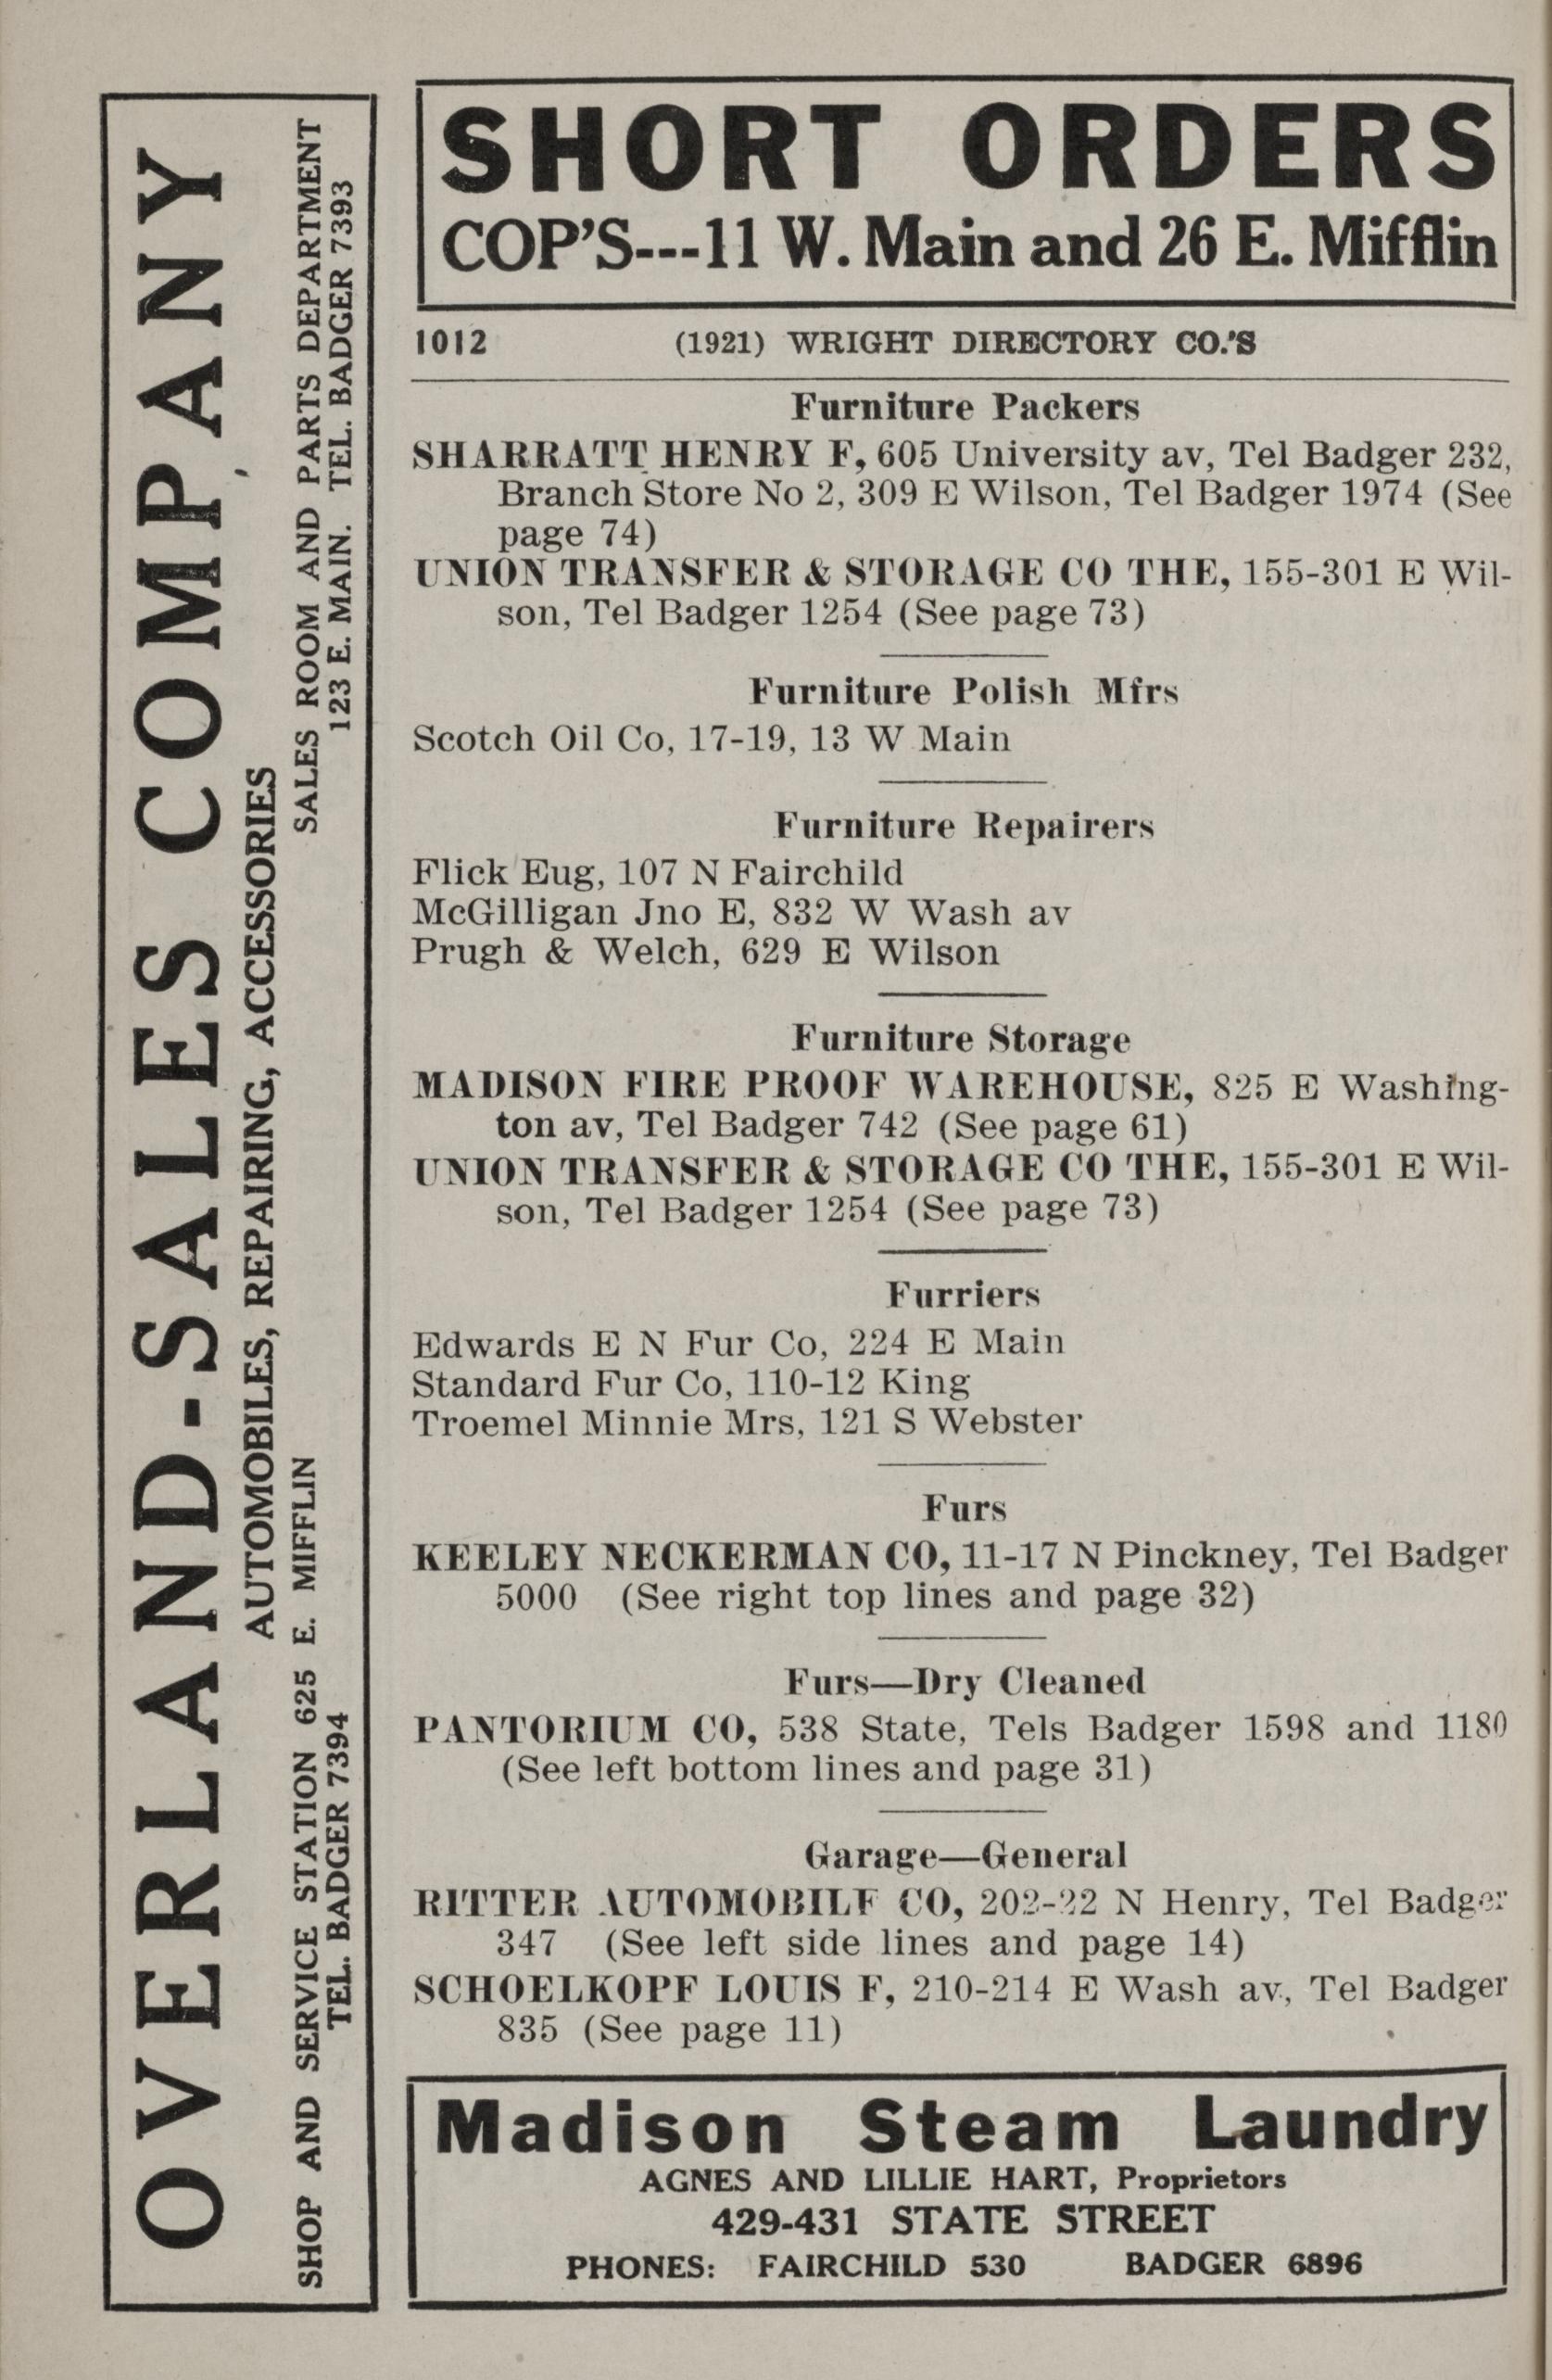 SHORT ORDERS
COP'S---11 W. Main and 26 E. Mifflin
1012 (1921) WRIGHT DIRECTORY CO.'S
Furniture Packers
SHARRATT HENRY F, 605 University av, Tel Badger 232,
Branch Store No 2, 309 E Wilson, Tel Badger 1974 (See
page 74)
UNION TRANSFER & STORAGE CO THE, 155-301 E Wil-
son, Tel Badger 1254 (See page 73)
Furniture Polish Mfrs
Scotch Oil Co, 17-19, 13 W Main
Furniture Repairers
Flick Eug, 107 N Fairchild
McGilligan Jno E, 832 W Wash av
Prugh & Welch, 629 E Wilson
Furniture Storage
MADISON FIRE PROOF WAREHOUSE, 825 E Washing-
ton av, Tel Badger 742 (See page 61)
UNION TRANSFER & STORAGE CO THE, 155-301 E Wil-
son, Tel Badger 1254 (See page 73)
Furriers
Edwards E N Fur Co, 224 E Main
Standard Fur Co, 110-12 King
Troemel Minnie Mrs, 121 S Webster
Furs
KEELEY NECKERMAN CO, 11-17 N Pinckney, Tel Badger
5000 (See right top lines and page 32)
Furs—Dry Cleaned
PANTORIUM CO, 538 State, Tels Badger 1598 and 1180
(See left bottom lines and page 31)
Garage—General
RITTER AUTOMOBILE CO, 202-22 N Henry, Tel Badger
347 (See left side lines and page 14)
SCHOELKOPF LOUIS F, 210-214 E Wash av, Tel Badger
835 (See page 11)
Madison Steam Laundry
AGNES AND LILLIE HART, Proprietors
429-431 STATE STREET
PHONES: FAIRCHILD 530 BADGER 6896
OVERLAND-SALES COMPANY
AUTOMOBILES, REPAIRING, ACCESSORIES
SHOP AND SERVICE STATION 625 E. MIFFLIN
TEL. BADGER 7394
SALES ROOM AND PARTS DEPARTMENT
123 E. MAIN. TEL. BADGER 7393